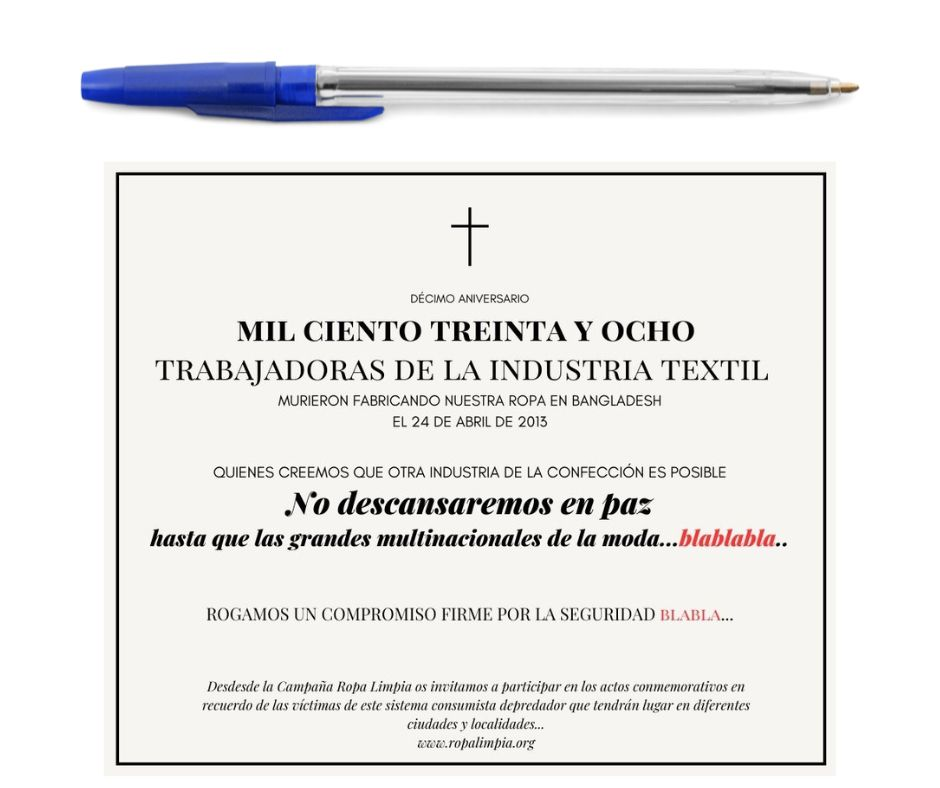 DÉCIMO ANIVERSARIO
MIL CIENTO TREINTA Y OCHO
TRABAJADORAS DE LA INDUSTRIA TEXTIL
MURIERON FABRICANDO NUESTRA ROPA EN BANGLADESH
EL 24 DE ABRIL DE 2013
QUIENES CREEMOS QUE OTRA INDUSTRIA DE LA CONFECCIÓN ES POSIBLE
No descansaremos en paz
hasta que las grandes multinacionales de la moda...blablabla..
ROGAMOS UN COMPROMISO FIRME POR LA SEGURIDAD BLABLA...
Desdesde la Campaña Ropa Limpia os invitamos a participar en los actos conmemorativos en
recuerdo de las víctimas de este sistema consumista depredador que tendrán lugar en diferentes
ciudades y localidades...
www.ropalimpia.org